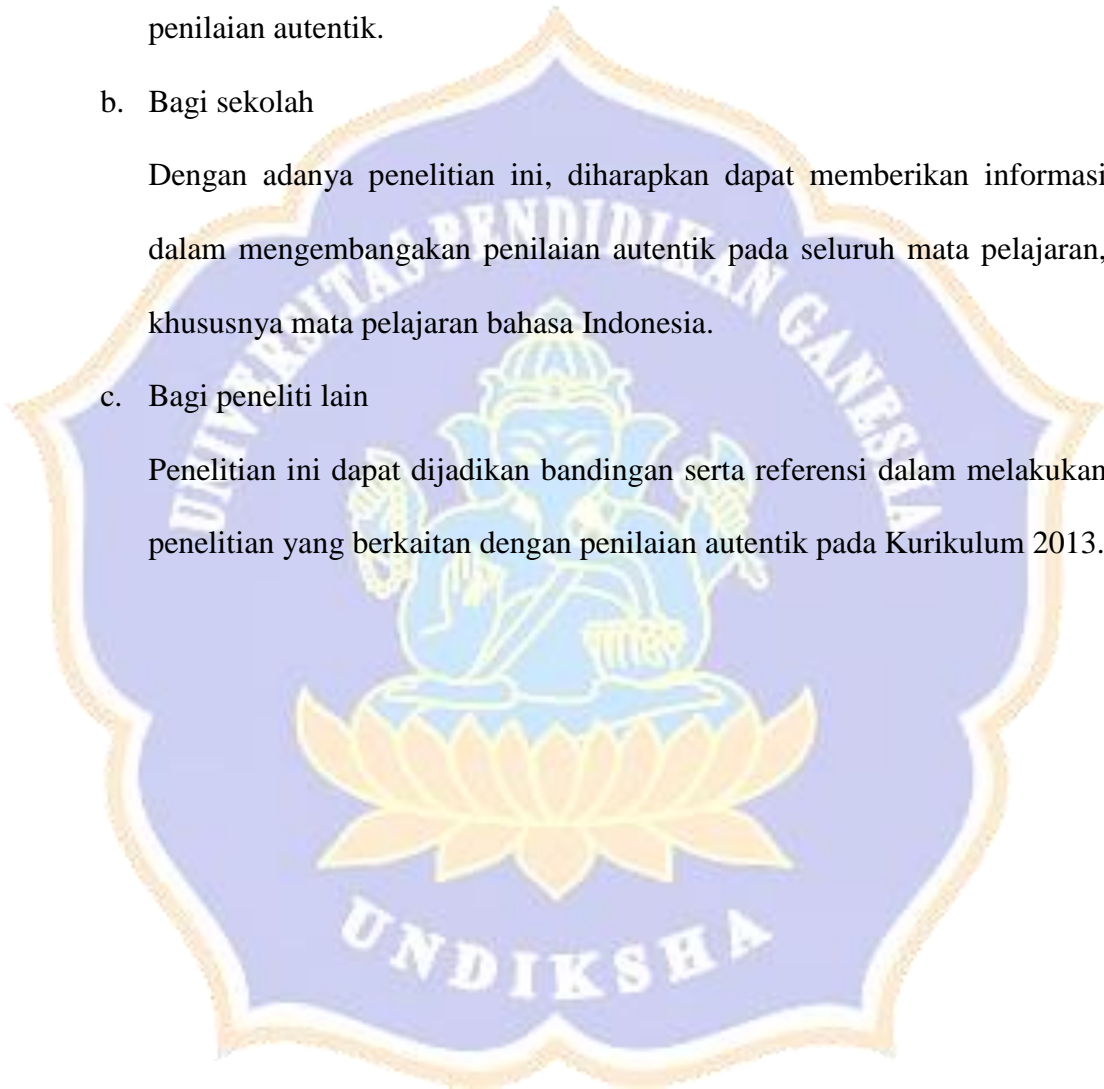 penilaian autentik.
b. Bagi sekolah
Dengan adanya penelitian ini, diharapkan dapat memberikan informasi
dalam mengembangakan penilaian autentik pada seluruh mata pelajaran,
khususnya mata pelajaran bahasa Indonesia.
c. Bagi peneliti lain
Penelitian ini dapat dijadikan bandingan serta referensi dalam melakukan
penelitian yang berkaitan dengan penilaian autentik pada Kurikulum 2013.
UNIVERSITAS PENDIDIKAN GANESHA
UNDIKSHA